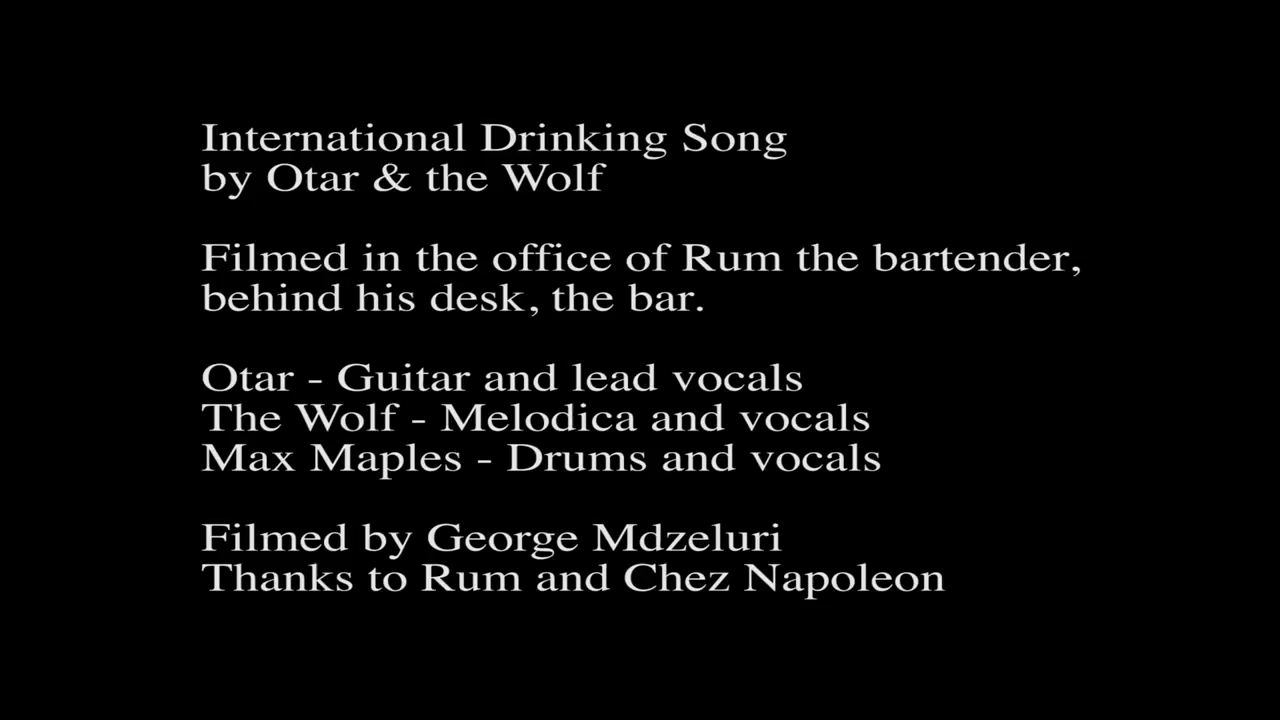 International Drinking Song
by Otar & the Wolf
Filmed in the office of Rum the bartender,
behind his desk, the bar.
Otar - Guitar and lead vocals
The Wolf - Melodica and vocals
Max Maples - Drums and vocals
Filmed by George Mdzeluri
Thanks to Rum and Chez Napoleon